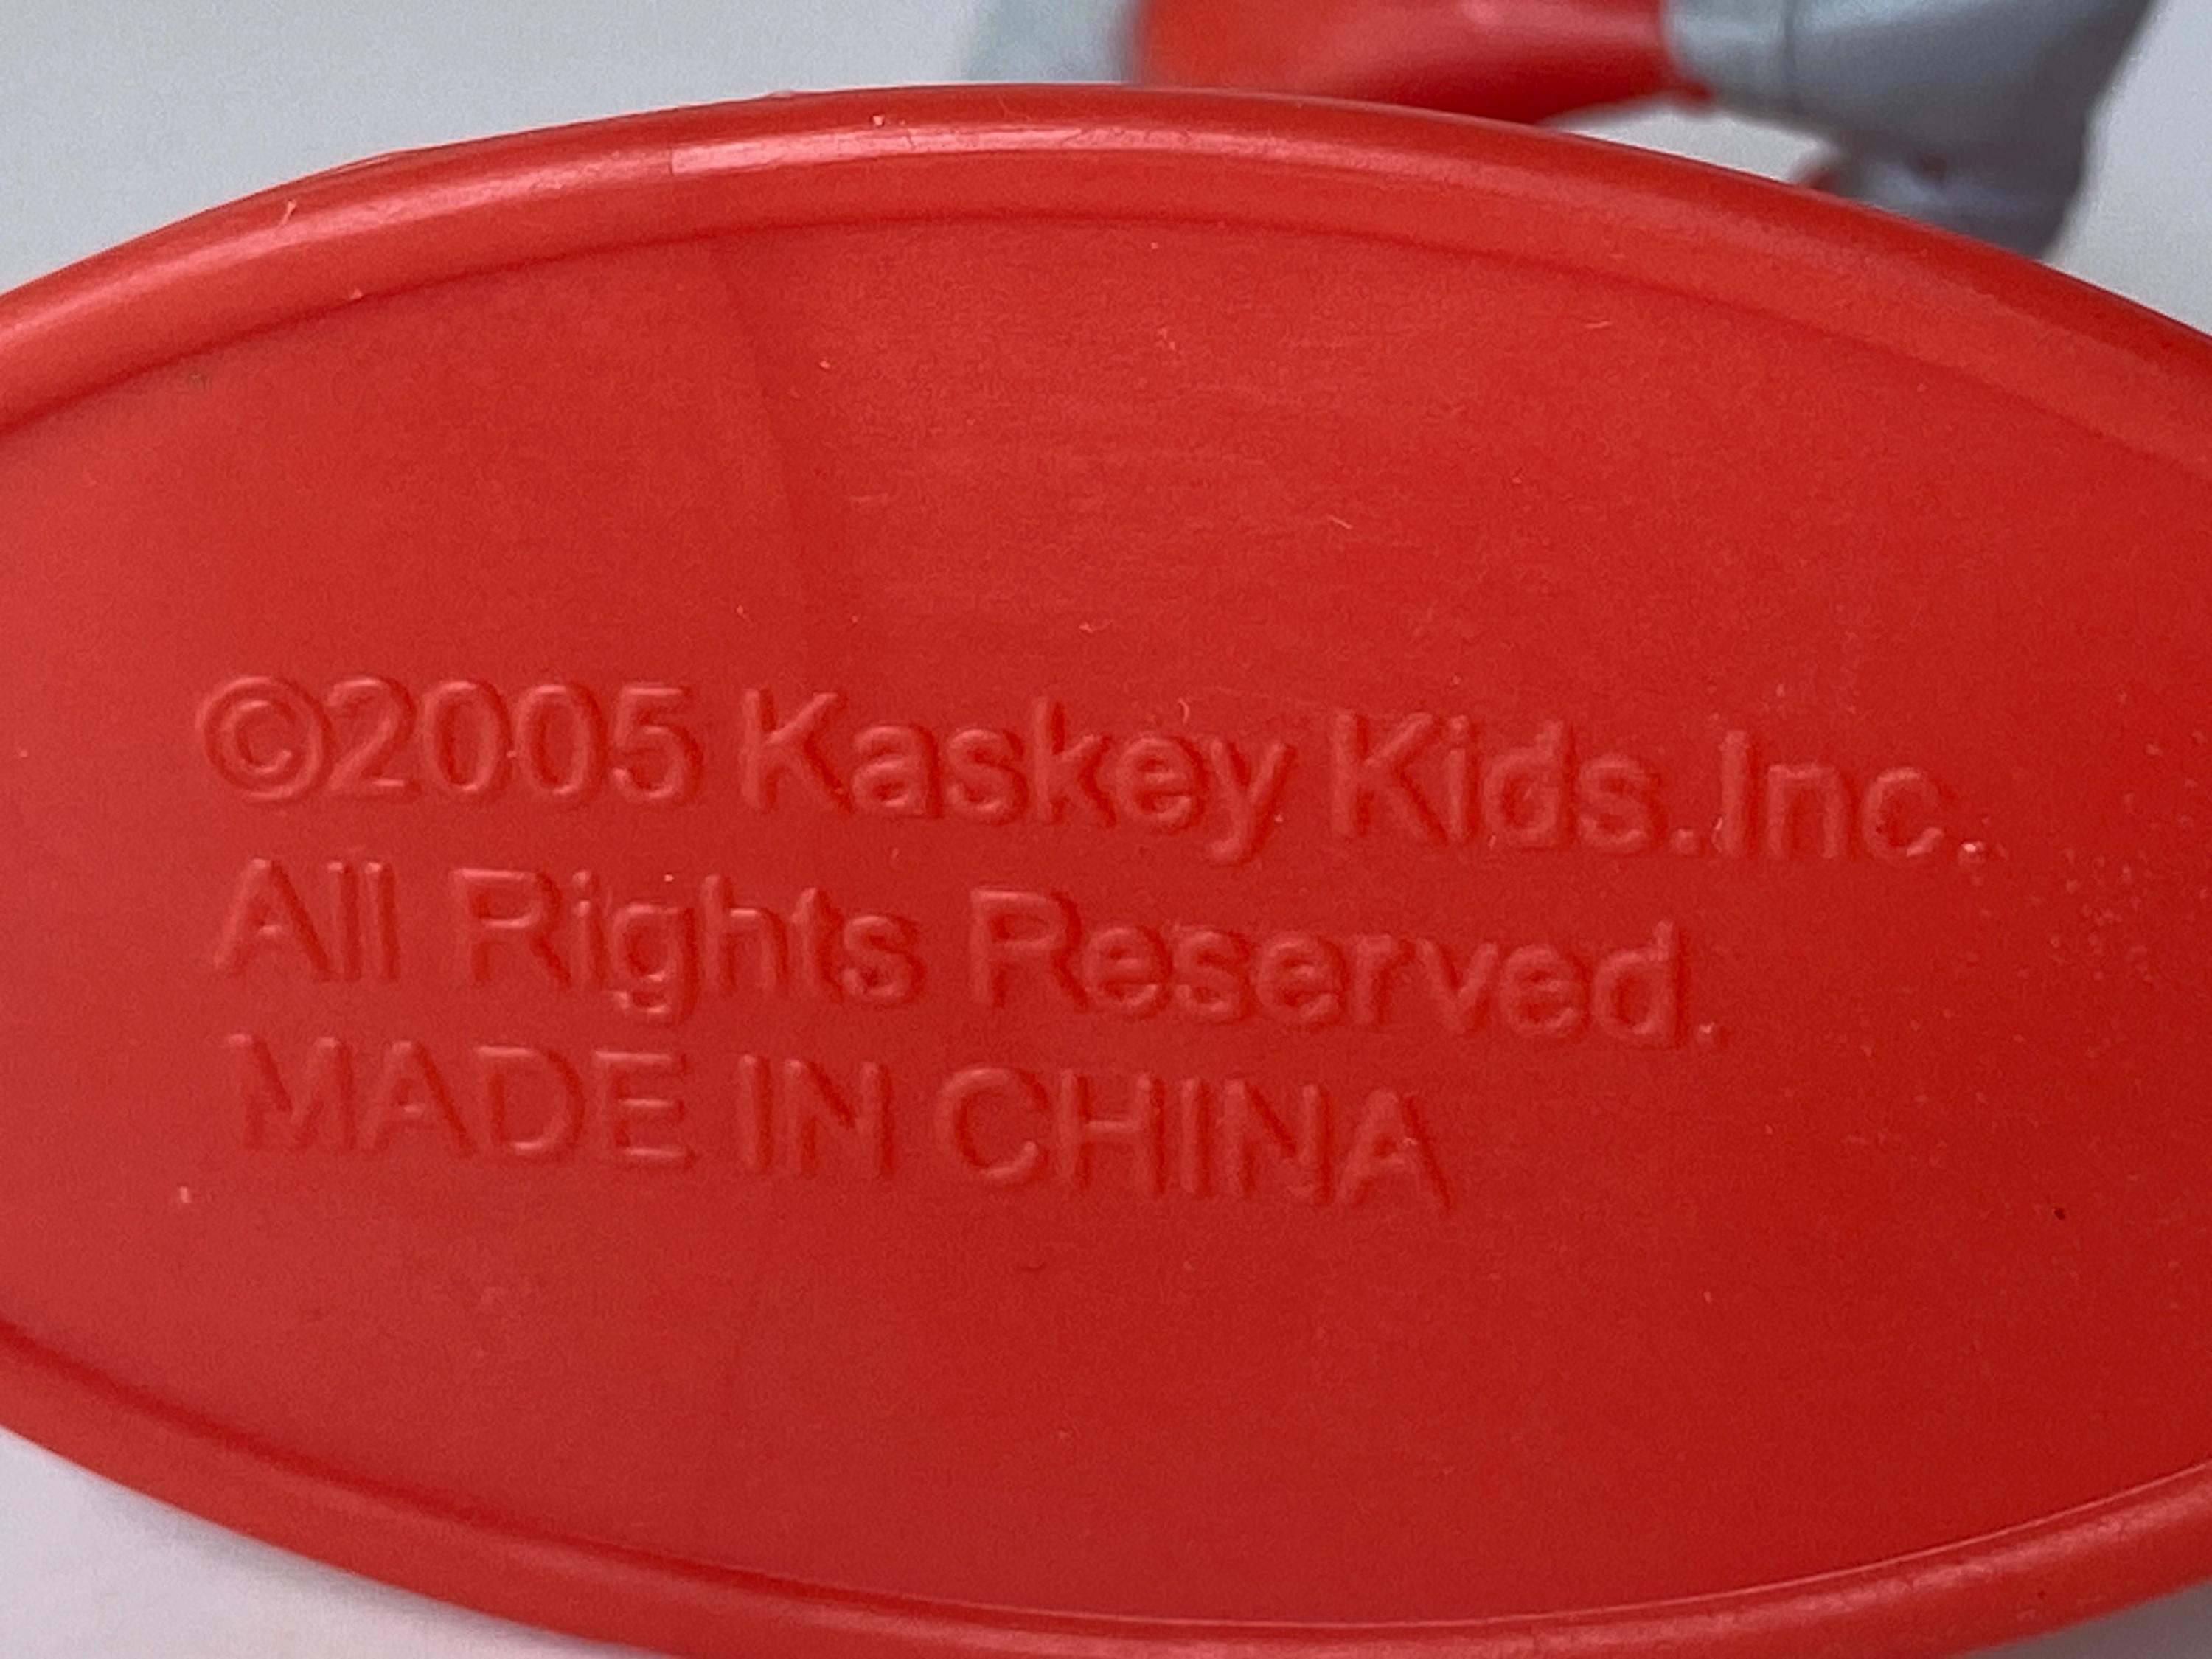 ©2005 Kaskey Kids.Inc.
All Rights Reserved.
MADE IN CHINA